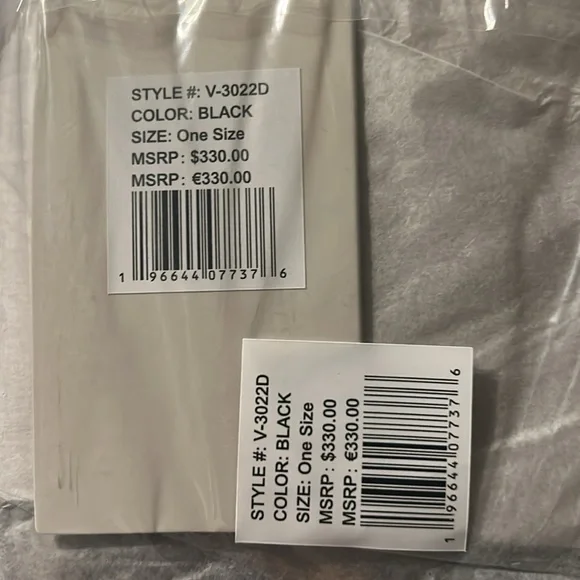 STYLE #: V-3022D
COLOR: BLACK
SIZE: One Size
MSRP: $330.00
MSRP: €330.00
1 96644 07737 6
STYLE #: V-3022D
COLOR: BLACK
SIZE: One Size
MSRP: $330.00
MSRP: €330.00
1 96644 07737 6